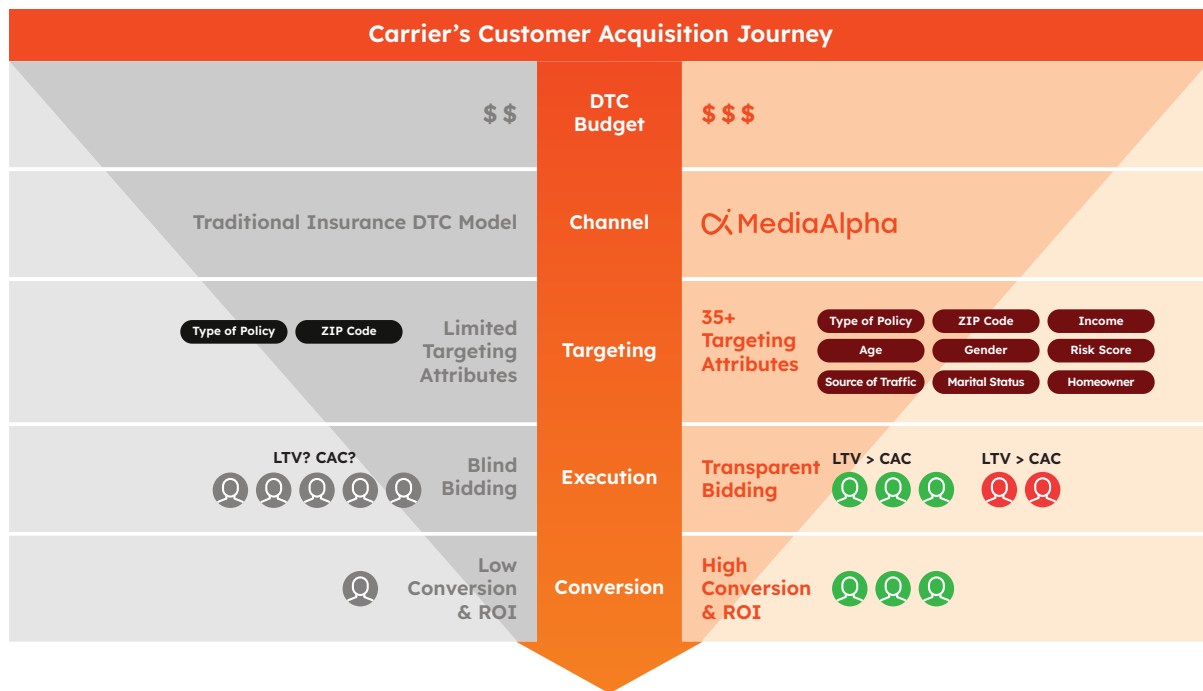 Carrier’s Customer Acquisition Journey
$ $
DTC
Budget
$ $ $
Traditional Insurance DTC Model
Channel
MediaAlpha
Type of Policy
ZIP Code
Limited
Targeting
Attributes
Targeting
35+
Targeting
Attributes
Type of Policy
ZIP Code
Income
Age
Gender
Risk Score
Source of Traffic
Marital Status
Homeowner
LTV? CAC?
Blind
Bidding
Execution
Transparent
Bidding
LTV > CAC
LTV > CAC
Low
Conversion
& ROI
Conversion
High
Conversion
& ROI